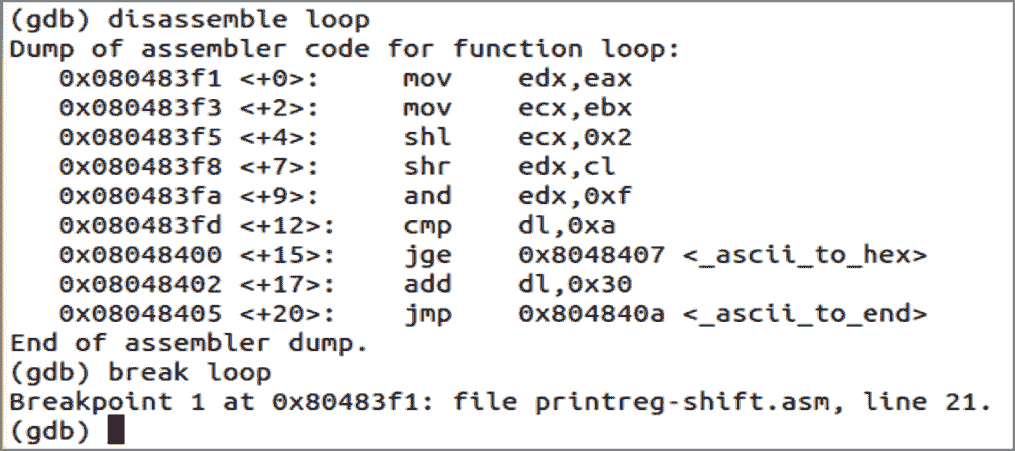 (gdb) disassemble loop
Dump of assembler code for function loop:
   0x080483f1 <+0>:     mov    edx,eax
   0x080483f3 <+2>:     mov    ecx,ebx
   0x080483f5 <+4>:     shl    ecx,0x2
   0x080483f8 <+7>:     shr    edx,cl
   0x080483fa <+9>:     and    edx,0xf
   0x080483fd <+12>:    cmp    dl,0xa
   0x08048400 <+15>:    jge    0x8048407 <_ascii_to_hex>
   0x08048402 <+17>:    add    dl,0x30
   0x08048405 <+20>:    jmp    0x804840a <_ascii_to_end>
End of assembler dump.
(gdb) break loop
Breakpoint 1 at 0x80483f1: file printreg-shift.asm, line 21.
(gdb)